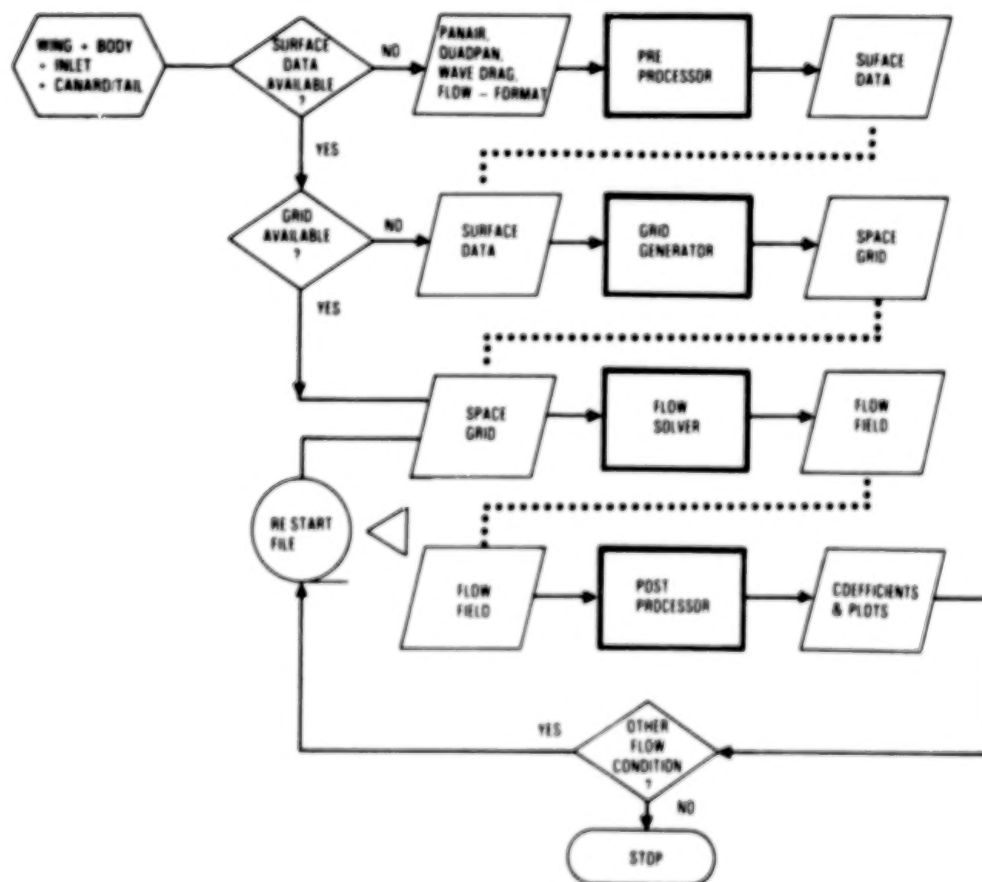 WING + BODY
+ INLET
+ CANARD/TAIL
SURFACE
DATA
AVAILABLE
?
NO
PANAIR,
QUADPAN,
WAVE DRAG,
FLOW - FORMAT
PRE
PROCESSOR
SUFACE
DATA
YES
GRID
AVAILABLE
?
NO
SURFACE
DATA
GRID
GENERATOR
SPACE
GRID
YES
SPACE
GRID
FLOW
SOLVER
FLOW
FIELD
RESTART
FILE
FLOW
FIELD
POST
PROCESSOR
COEFFICIENTS
& PLOTS
YES
OTHER
FLOW
CONDITION
?
NO
STOP